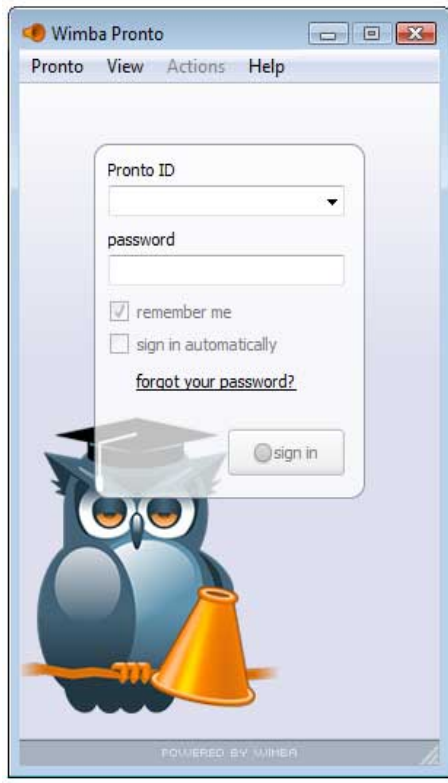 Wimba Pronto
Pronto View Actions Help
Pronto ID
password
remember me
sign in automatically
forgot your password?
sign in
POWERED BY WIMBA